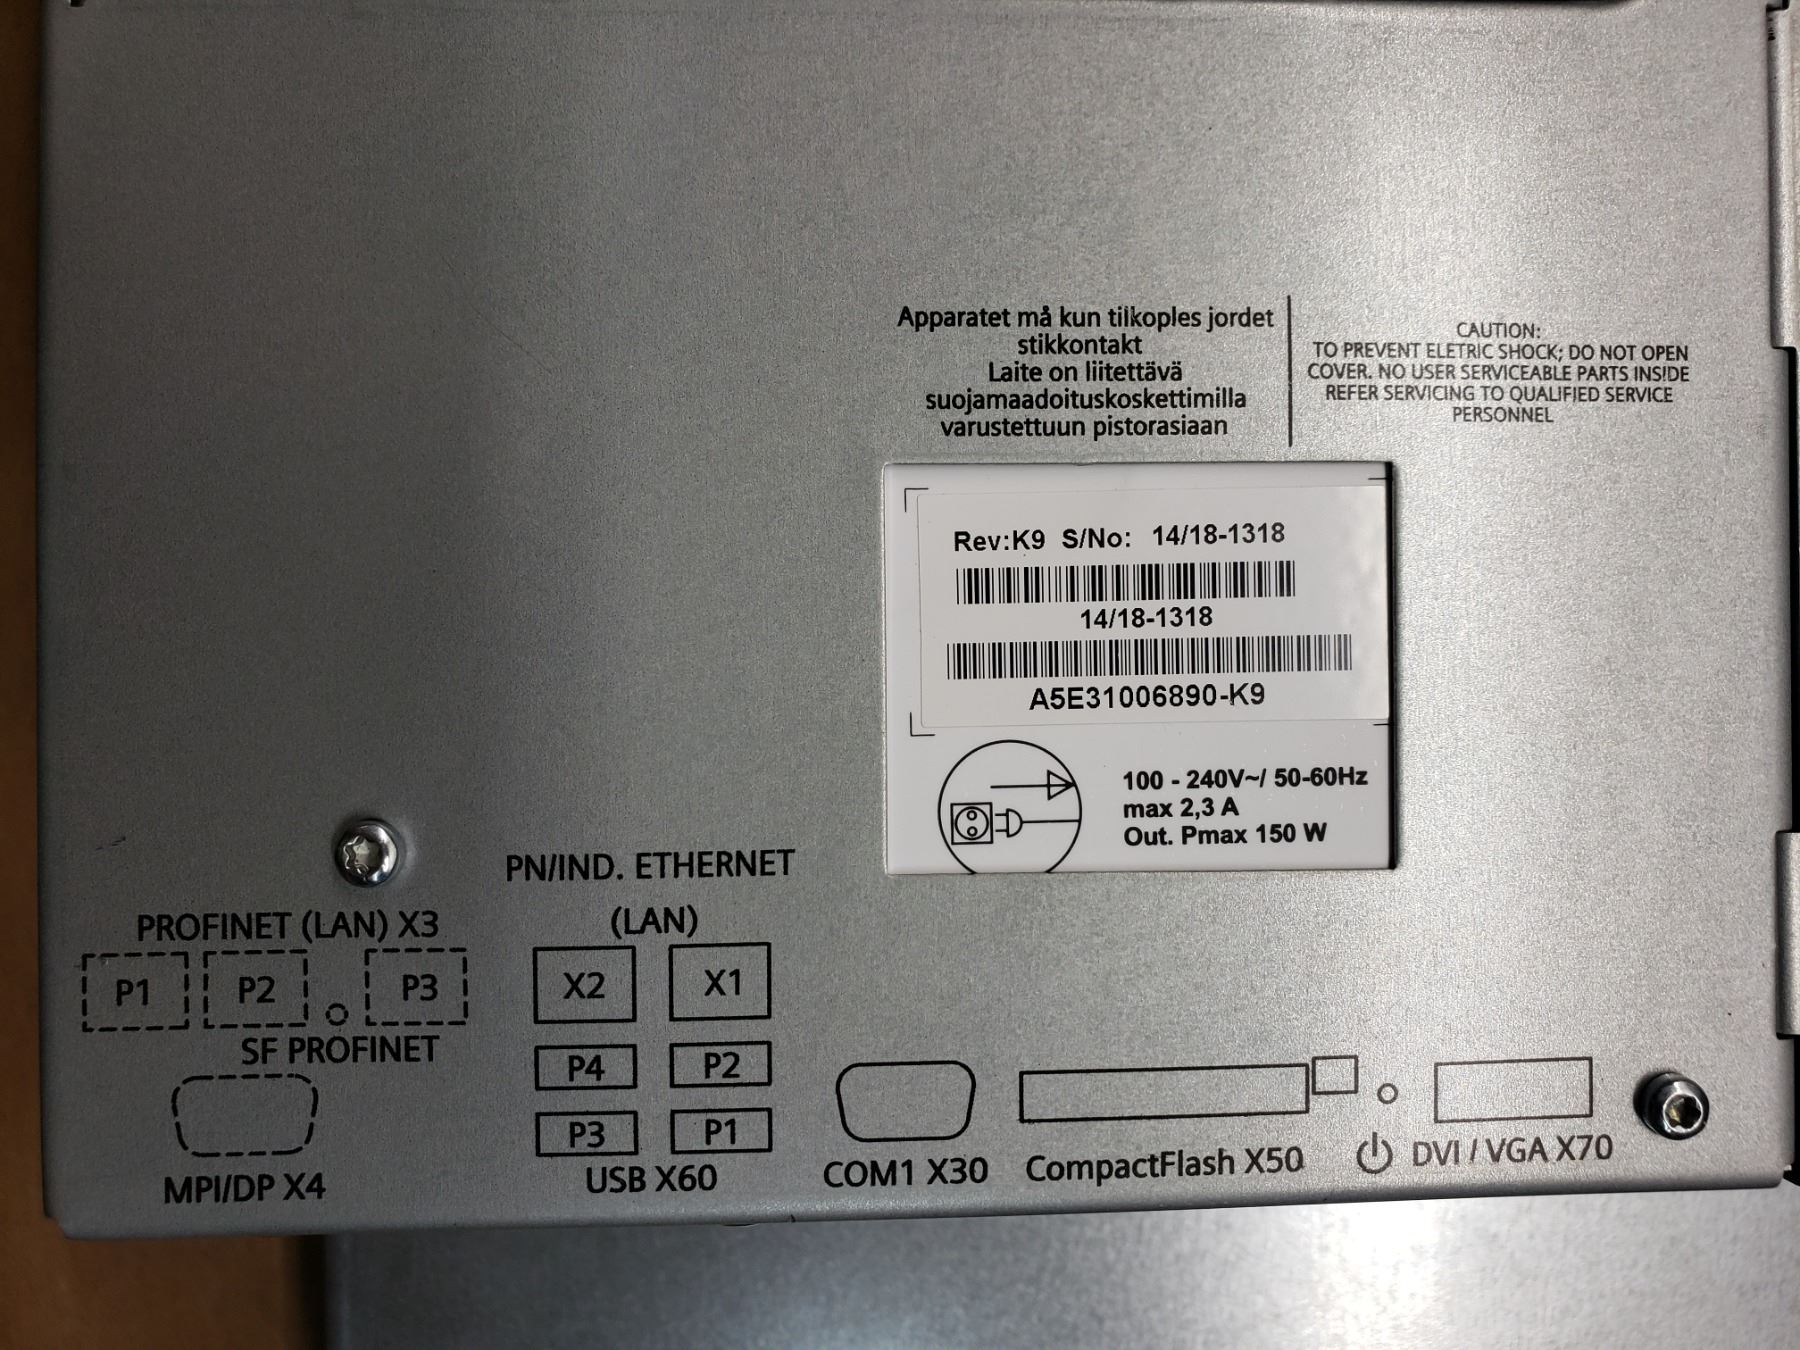 Apparatet må kun tilkoples jordet
stikkontakt
Laite on liitettävä
suojamaadoituskoskettimilla
varustettuun pistorasiaan
CAUTION:
TO PREVENT ELETRIC SHOCK; DO NOT OPEN
COVER. NO USER SERVICEABLE PARTS INSIDE
REFER SERVICING TO QUALIFIED SERVICE
PERSONNEL
Rev:K9 S/No: 14/18-1318
14/18-1318
A5E31006890-K9
100 - 240V~/ 50-60Hz
max 2,3 A
Out. Pmax 150 W
PROFINET (LAN) X3
P1 P2 P3
SF PROFINET
MPI/DP X4
PN/IND. ETHERNET
(LAN)
X2 X1
P4 P2
P3 P1
USB X60
COM1 X30
CompactFlash X50
DVI / VGA X70